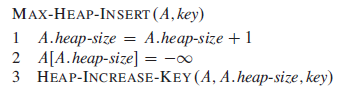 MAX-HEAP-INSERT(A, key)
1 A.heap-size = A.heap-size + 1
2 A[A.heap-size] = −∞
3 HEAP-INCREASE-KEY(A, A.heap-size, key)